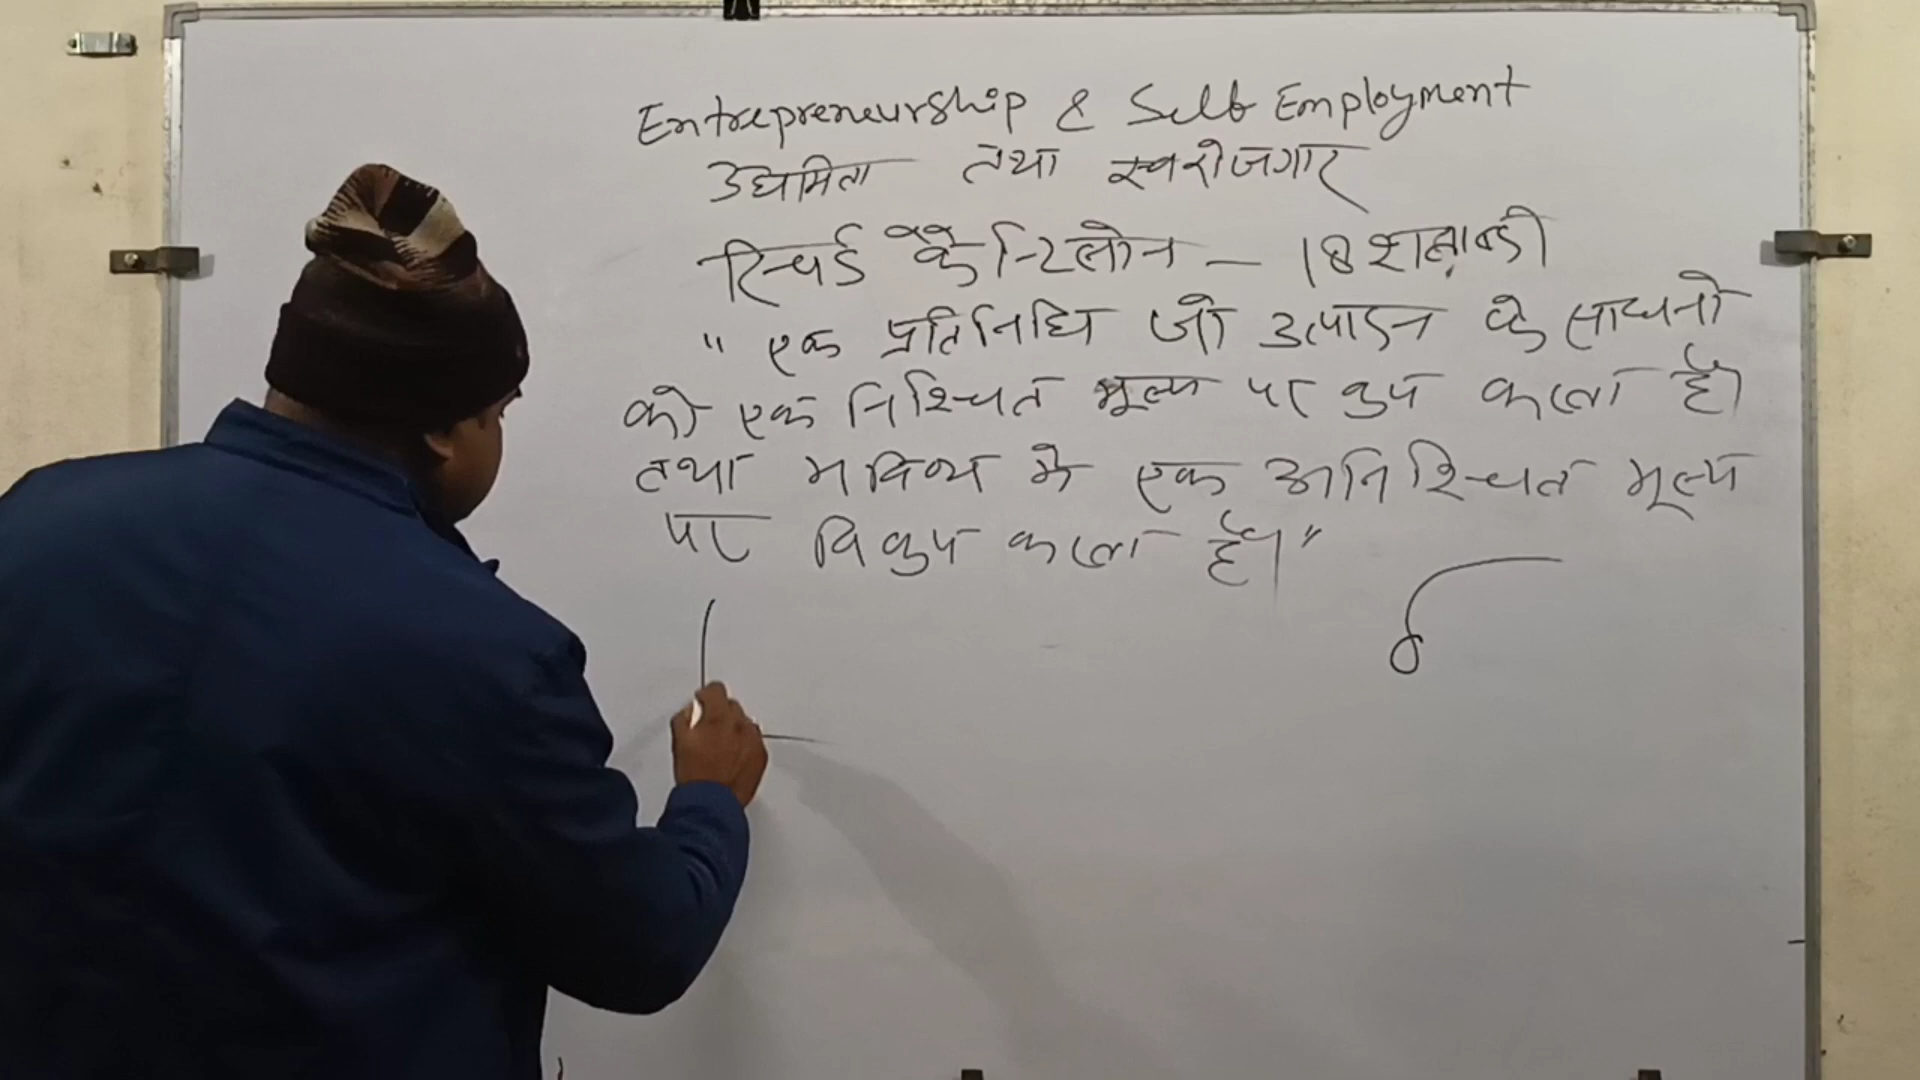 Entrepreneurship & Self Employment
उद्यमिता तथा स्वरोजगार
रिचर्ड कैन्टिलोन - 18 शताब्दी
" एक प्रतिनिधि जो उत्पादन के साधनो
को एक निश्चित मूल्य पर क्रय करता है।
तथा भविष्य मे एक अनिश्चित मूल्य
पर विक्रय करता है।"